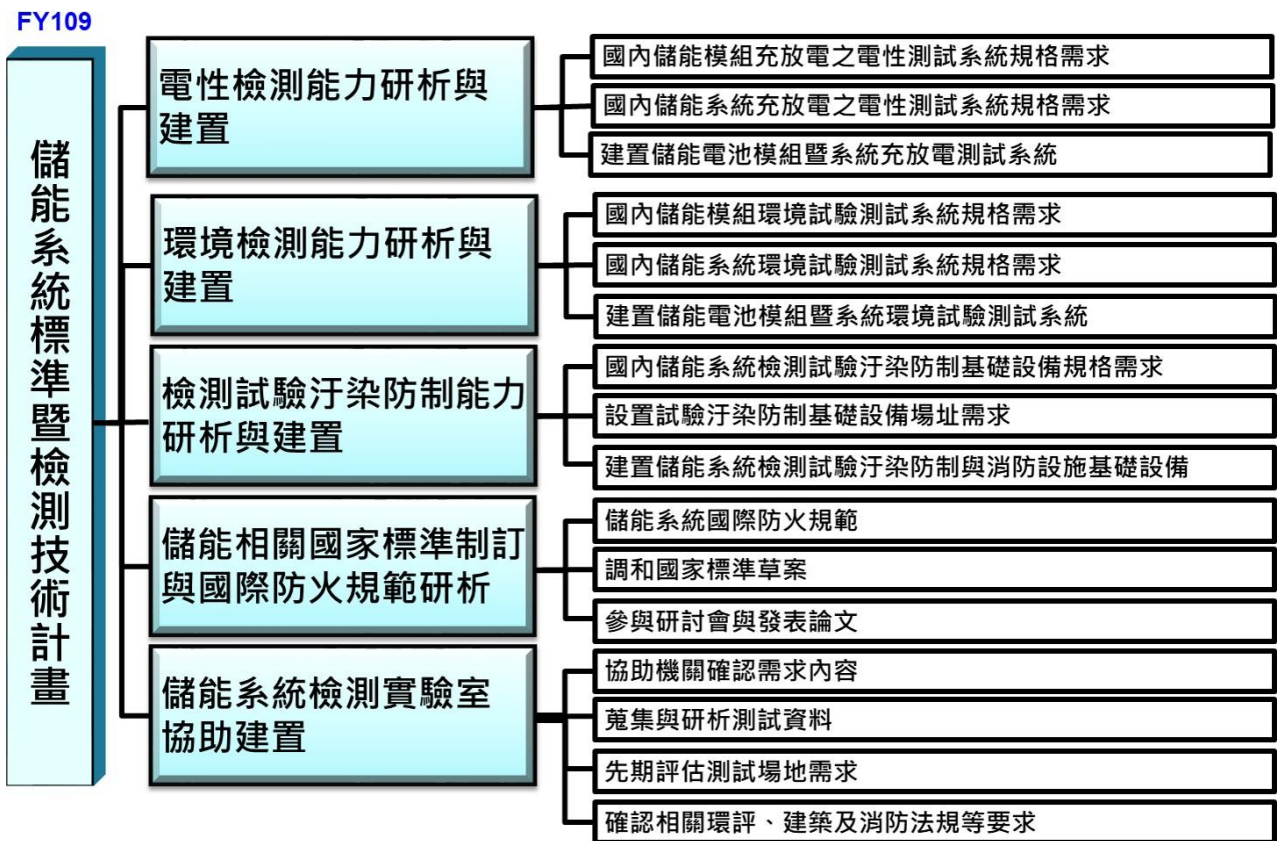 FY109
儲能系統標準暨檢測技術計畫
電性檢測能力研析與
建置
國內儲能模組充放電之電性測試系統規格需求
國內儲能系統充放電之電性測試系統規格需求
建置儲能電池模組暨系統充放電測試系統
環境檢測能力研析與
建置
國內儲能模組環境試驗測試系統規格需求
國內儲能系統環境試驗測試系統規格需求
建置儲能電池模組暨系統環境試驗測試系統
檢測試驗汙染防制能力
研析與建置
國內儲能系統檢測試驗汙染防制基礎設備規格需求
設置試驗汙染防制基礎設備場址需求
建置儲能系統檢測試驗汙染防制與消防設施基礎設備
儲能相關國家標準制訂
與國際防火規範研析
儲能系統國際防火規範
調和國家標準草案
參與研討會與發表論文
儲能系統檢測實驗室
協助建置
協助機關確認需求內容
蒐集與研析測試資料
先期評估測試場地需求
確認相關環評、建築及消防法規等要求